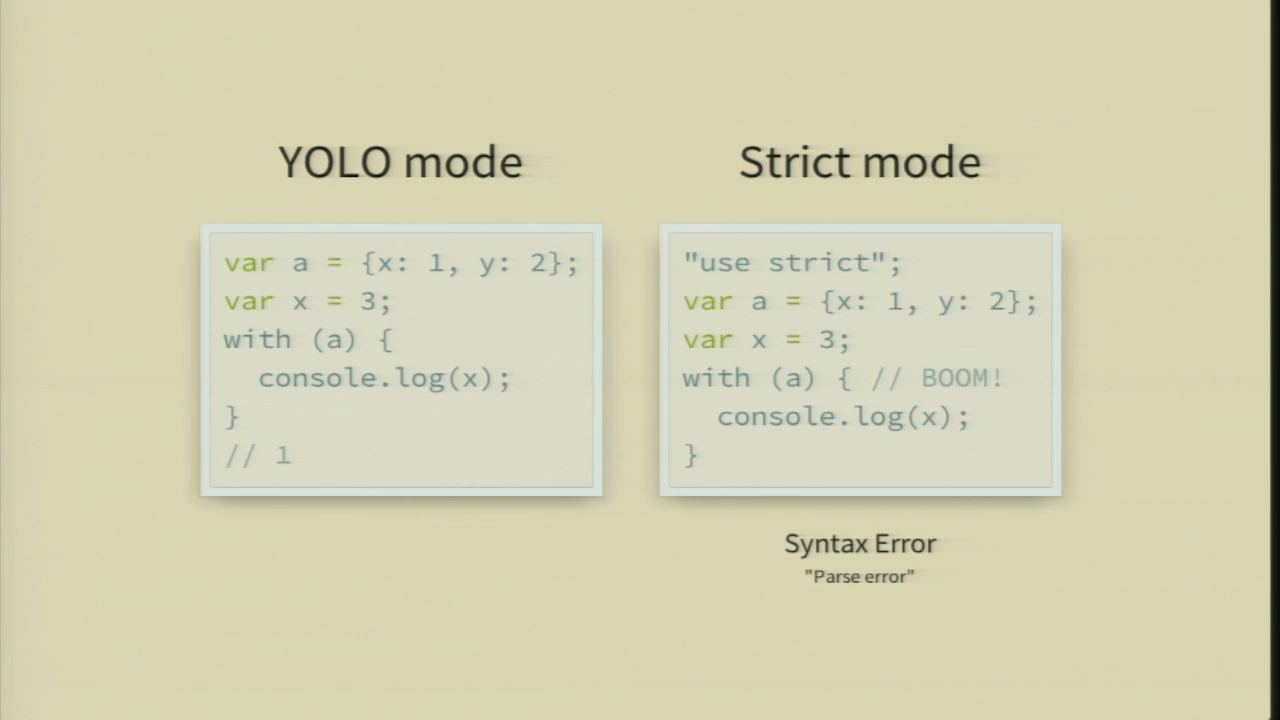 YOLO mode
var a = {x: 1, y: 2};
var x = 3;
with (a) {
  console.log(x);
}
// 1
Strict mode
"use strict";
var a = {x: 1, y: 2};
var x = 3;
with (a) { // BOOM!
  console.log(x);
}
Syntax Error
"Parse error"